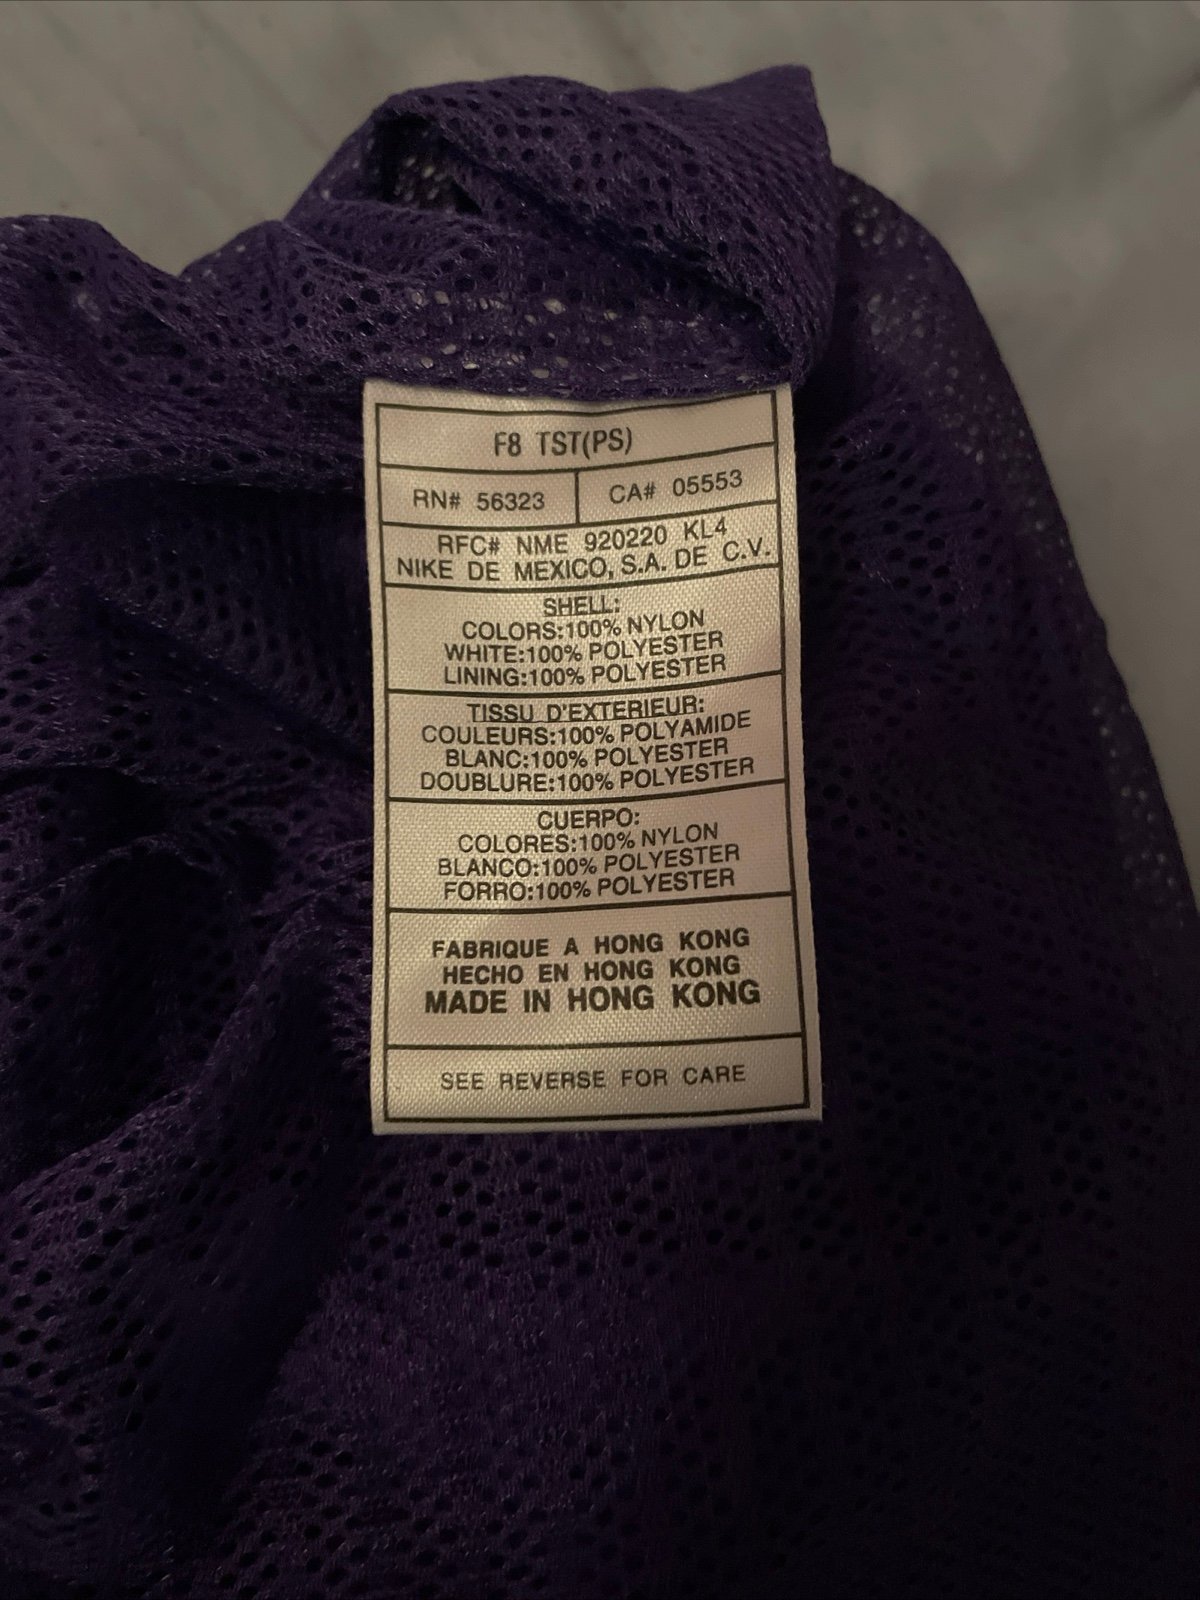 F8 TST(PS)
RN# 56323
CA# 05553
RFC# NME 920220 KL4
NIKE DE MEXICO, S.A. DE C.V.
SHELL:
COLORS:100% NYLON
WHITE:100% POLYESTER
LINING:100% POLYESTER
TISSU D'EXTERIEUR:
COULEURS:100% POLYAMIDE
BLANC:100% POLYESTER
DOUBLURE:100% POLYESTER
CUERPO:
COLORES:100% NYLON
BLANCO:100% POLYESTER
FORRO:100% POLYESTER
FABRIQUE A HONG KONG
HECHO EN HONG KONG
MADE IN HONG KONG
SEE REVERSE FOR CARE